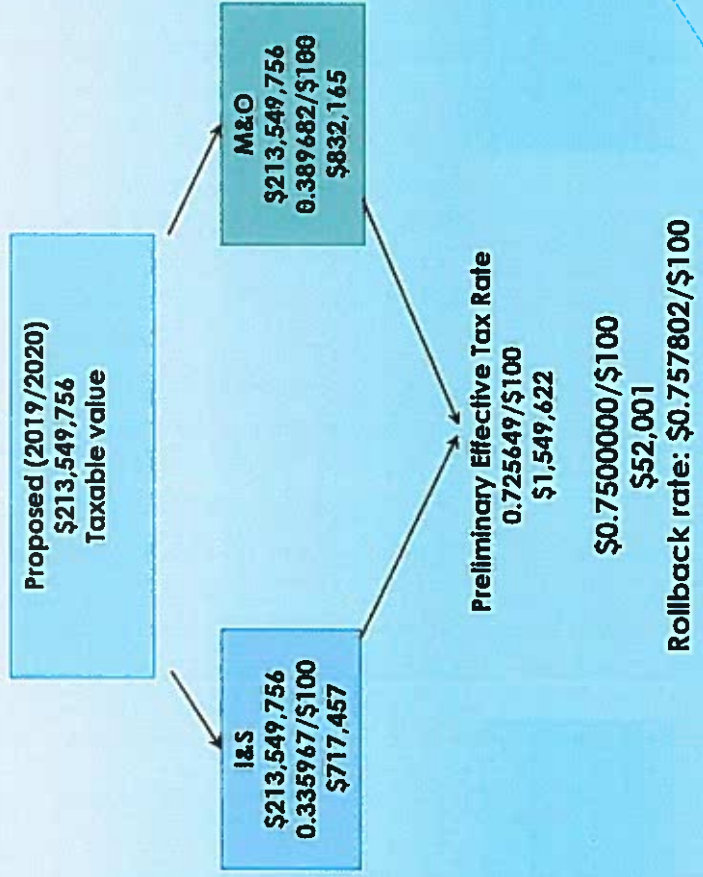 Proposed (2019/2020)
$213,549,756
Taxable value
I&S
$213,549,756
0.335967/$100
$717,457
M&O
$213,549,756
0.389682/$100
$832,165
Preliminary Effective Tax Rate
0.725649/$100
$1,549,622
$0.7500000/$100
$52,001
Rollback rate: $0.757802/$100